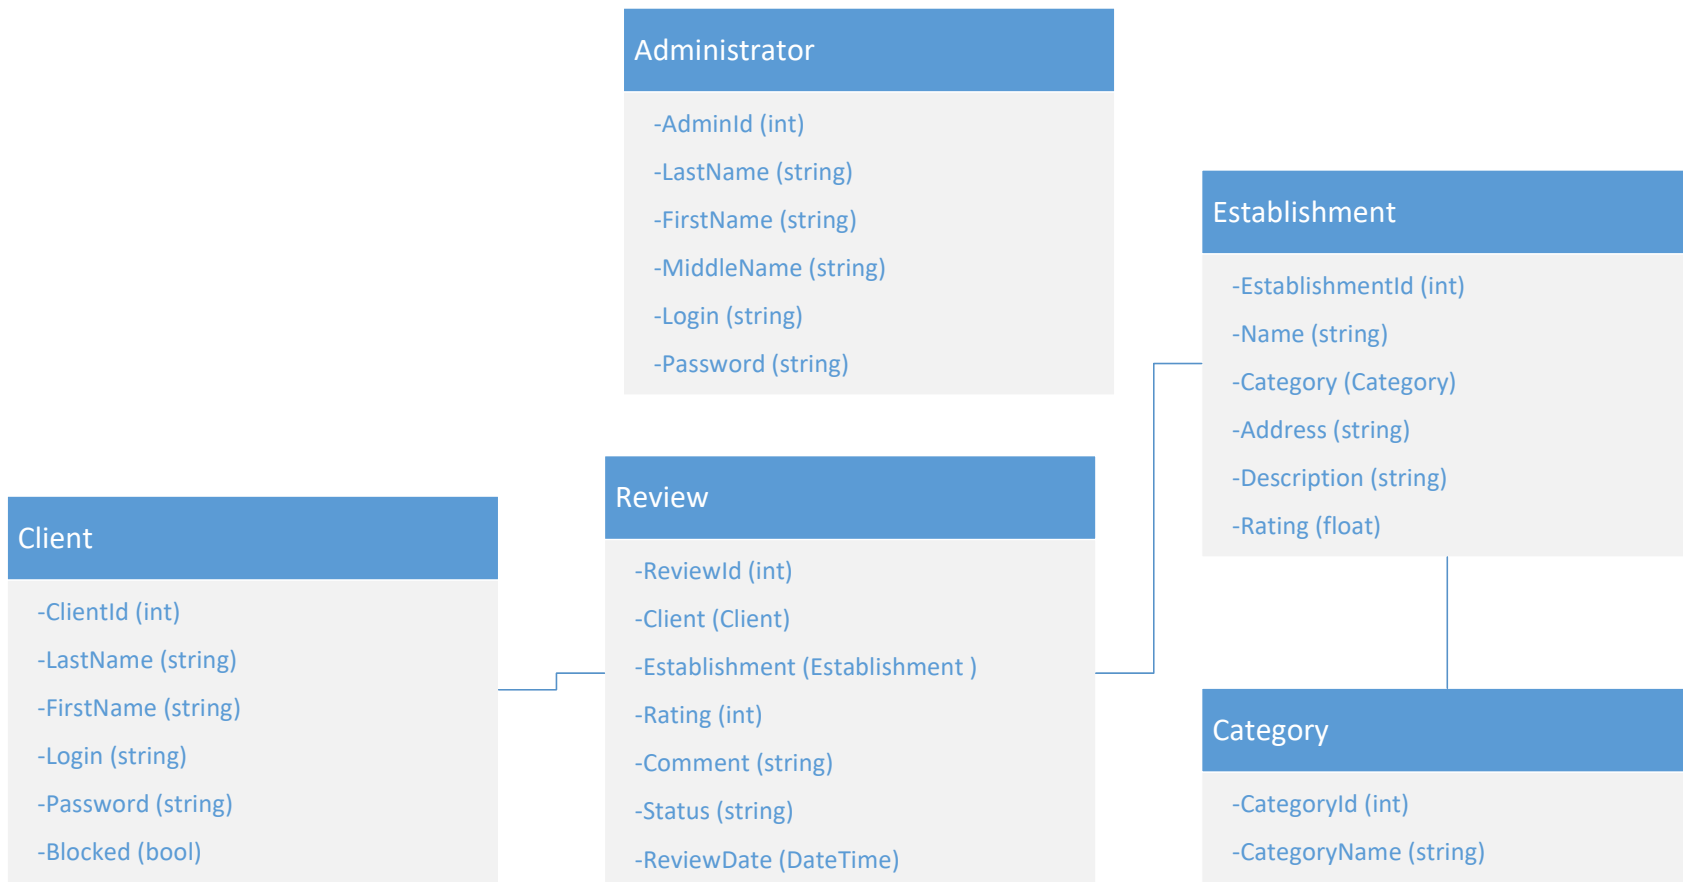 Administrator
-AdminId (int)
-LastName (string)
-FirstName (string)
-MiddleName (string)
-Login (string)
-Password (string)
Establishment
-EstablishmentId (int)
-Name (string)
-Category (Category)
-Address (string)
-Description (string)
-Rating (float)
Client
-ClientId (int)
-LastName (string)
-FirstName (string)
-Login (string)
-Password (string)
-Blocked (bool)
Review
-ReviewId (int)
-Client (Client)
-Establishment (Establishment )
-Rating (int)
-Comment (string)
-Status (string)
-ReviewDate (DateTime)
Category
-CategoryId (int)
-CategoryName (string)